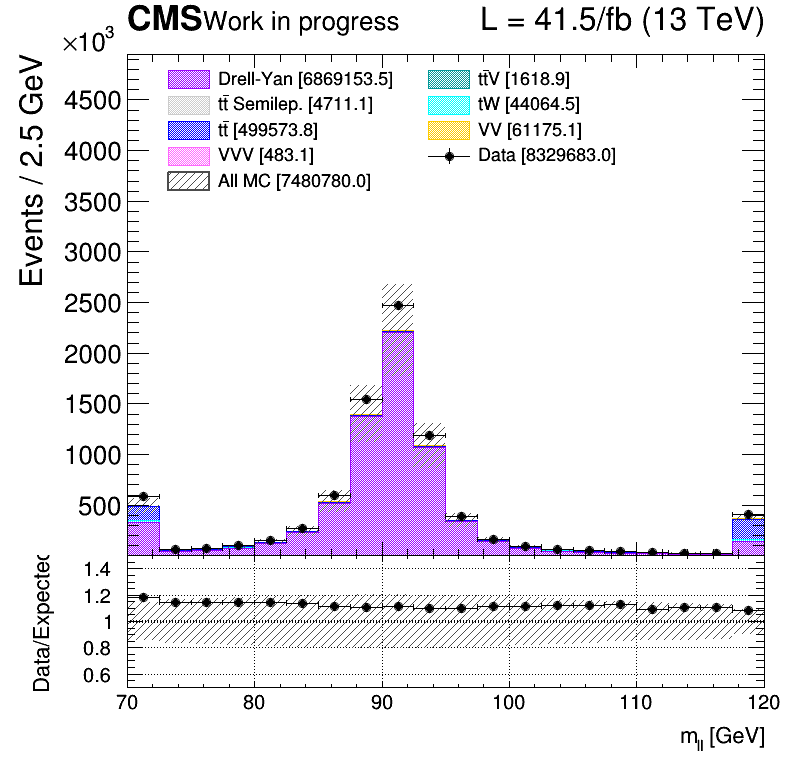 CMS Work in progress L = 41.5/fb (13 TeV)
×10³
Drell-Yan [6869153.5] tt̄V [1618.9]
tt̄ Semilep. [4711.1] tW [44064.5]
tt̄ [499573.8] VV [61175.1]
VVV [483.1] Data [8329683.0]
All MC [7480780.0]
Events / 2.5 GeV
4500
4000
3500
3000
2500
2000
1500
1000
500
Data/Expected
1.4
1.2
1
0.8
0.6
70 80 90 100 110 120
m_ll [GeV]